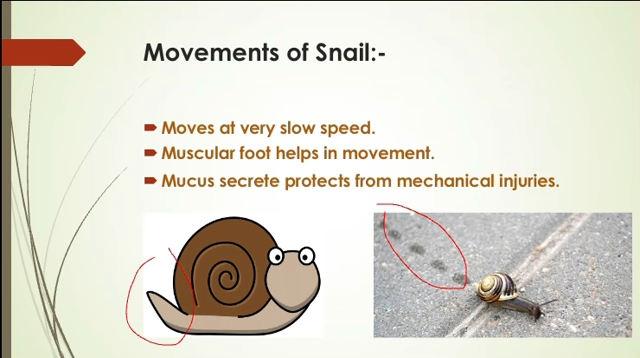 Movements of Snail:-
Moves at very slow speed.
Muscular foot helps in movement.
Mucus secrete protects from mechanical injuries.